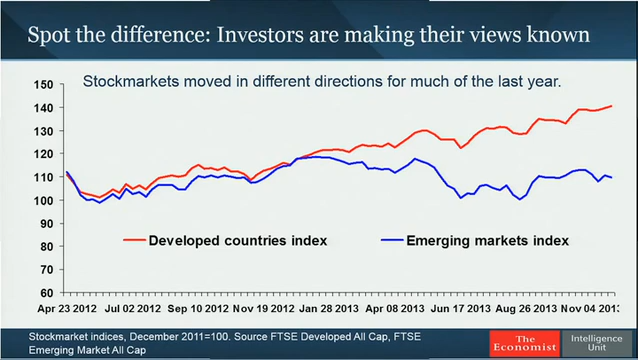 Spot the difference: Investors are making their views known
Stockmarkets moved in different directions for much of the last year.
150
140
130
120
110
100
90
80
70
60
Developed countries index
Emerging markets index
Apr 23 2012
Jul 02 2012
Sep 10 2012
Nov 19 2012
Jan 28 2013
Apr 08 2013
Jun 17 2013
Aug 26 2013
Nov 04 2013
Stockmarket indices, December 2011=100. Source FTSE Developed All Cap, FTSE
Emerging Market All Cap
The
Economist
Intelligence
Unit